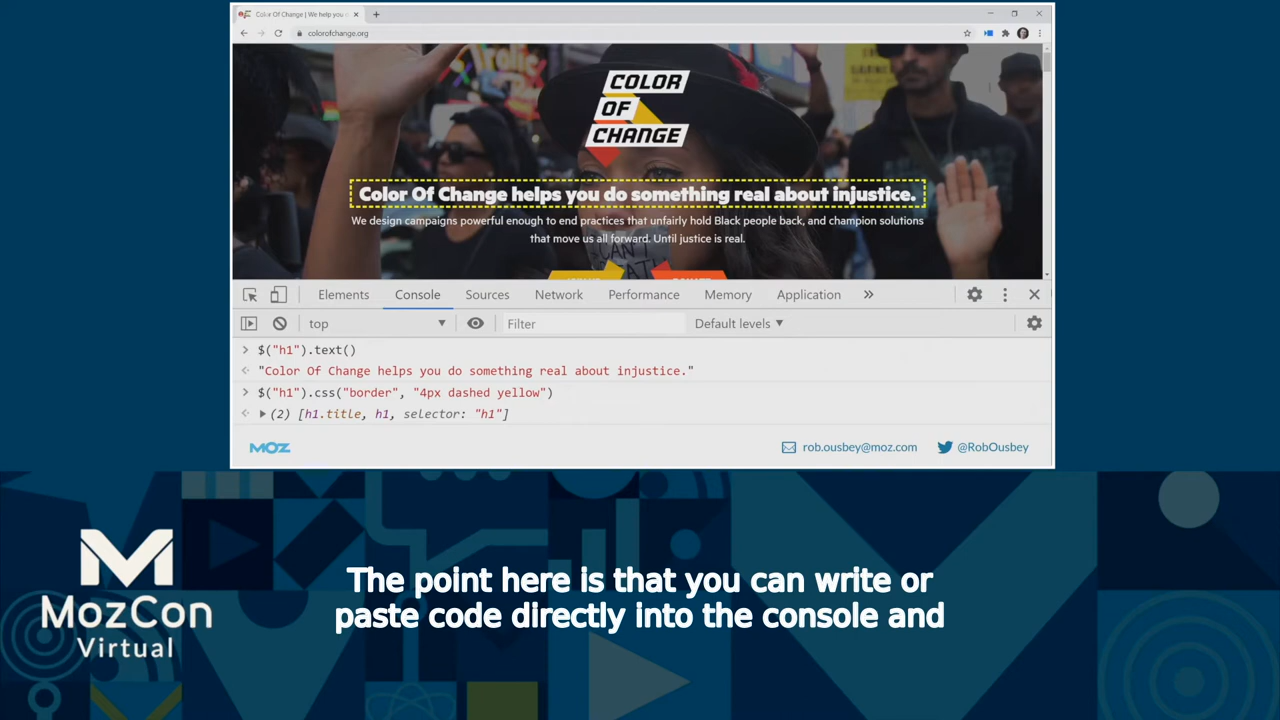 Color Of Change | We help you d
colorofchange.org
COLOR
OF
CHANGE
Color Of Change helps you do something real about injustice.
We design campaigns powerful enough to end practices that unfairly hold Black people back, and champion solutions
that move us all forward. Until justice is real.
Elements Console Sources Network Performance Memory Application »
top Filter Default levels
> $("h1").text()
"Color Of Change helps you do something real about injustice."
> $("h1").css("border", "4px dashed yellow")
(2) [h1.title, h1, selector: "h1"]
MOZ rob.ousbey@moz.com @RobOusbey
MozCon
Virtual
The point here is that you can write or
paste code directly into the console and